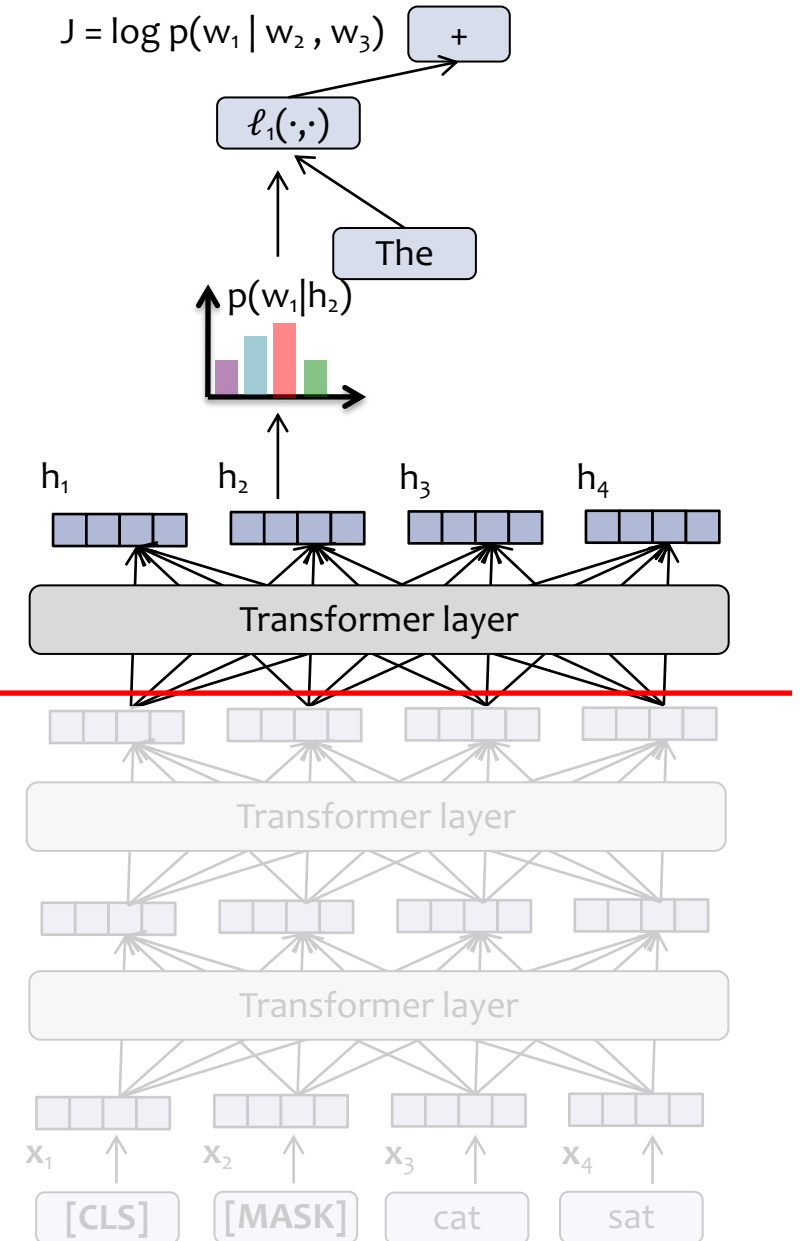 J = log p(w₁ | w₂ , w₃) +
ℓ₁(·,·)
The
p(w₁|h₂)
h₁ h₂ h₃ h₄
Transformer layer
Transformer layer
Transformer layer
x₁ x₂ x₃ x₄
[CLS] [MASK] cat sat